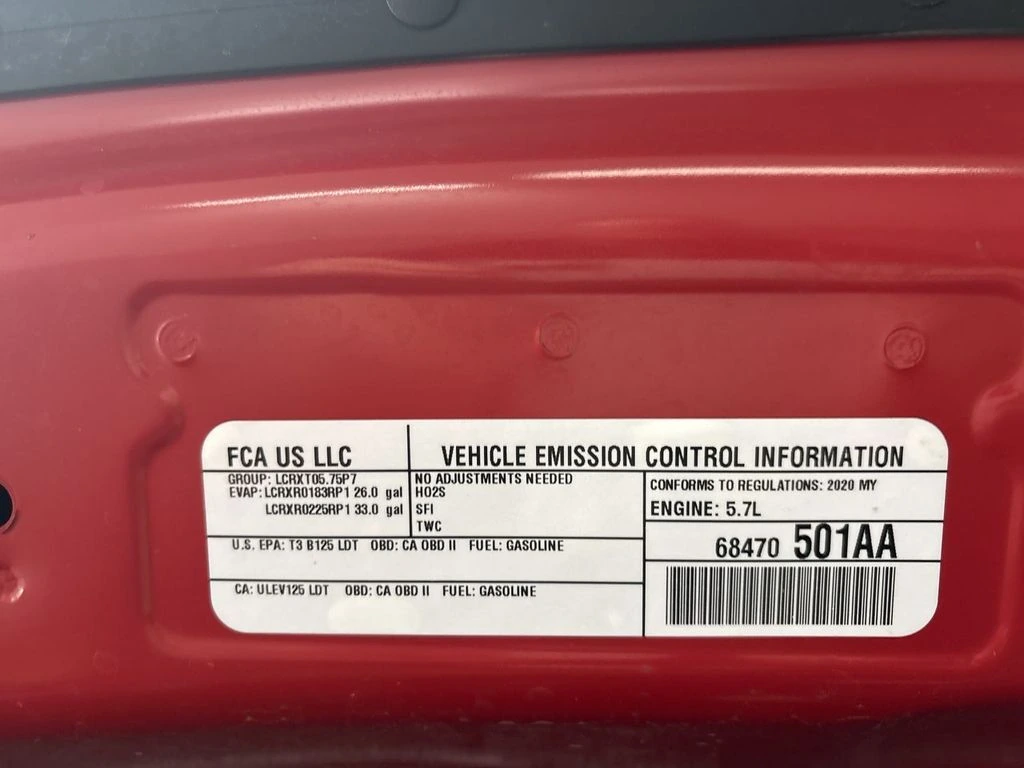 FCA US LLC
VEHICLE EMISSION CONTROL INFORMATION
GROUP: LCRXT05.75P7
EVAP: LCRXR0183RP1 26.0 gal
LCRXR0225RP1 33.0 gal
NO ADJUSTMENTS NEEDED
HO2S
SFI
TWC
CONFORMS TO REGULATIONS: 2020 MY
ENGINE: 5.7L
U.S. EPA: T3 B125 LDT OBD: CA OBD II FUEL: GASOLINE
68470 501AA
CA: ULEV125 LDT OBD: CA OBD II FUEL: GASOLINE